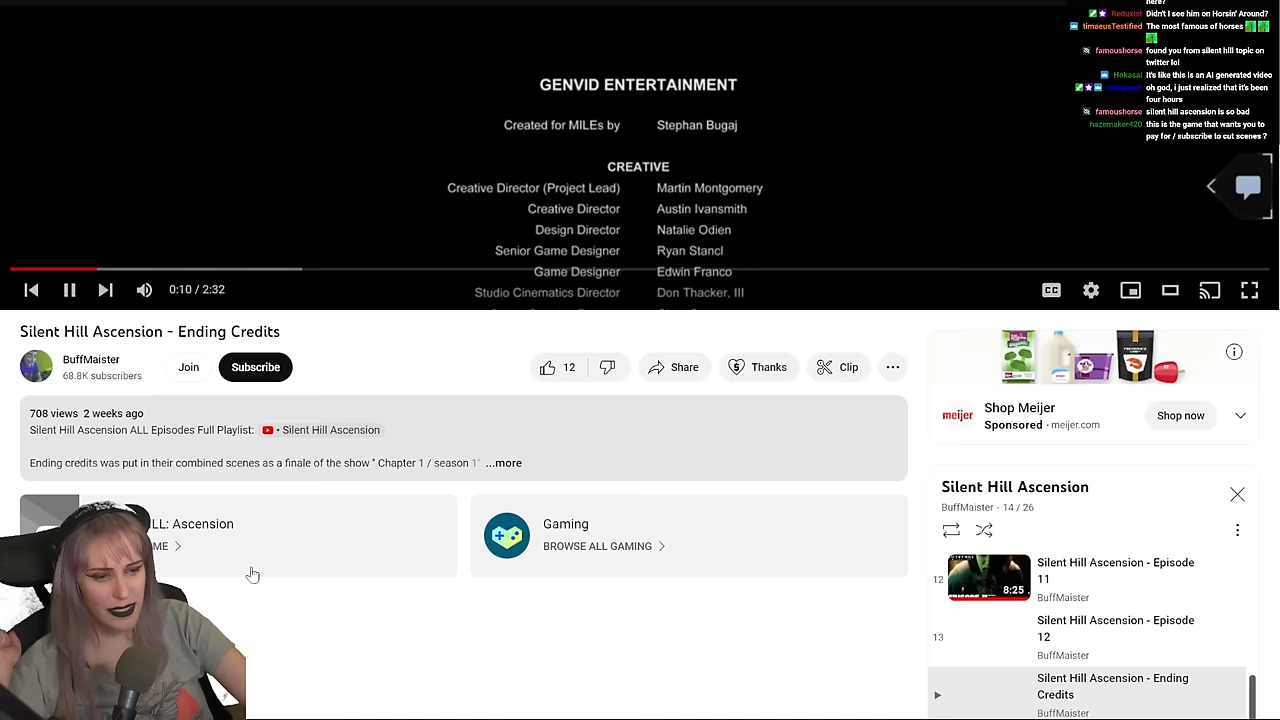 here?
Reduxist Didn't I see him on Horsin' Around?
timaeusTestified The most famous of horses
famoushorse found you from silent hill topic on
twitter lol
Hokasai It's like this is an AI generated video
oh god, i just realized that it's been
four hours
famoushorse silent hill ascension is so bad
hazemaker420 this is the game that wants you to
pay for / subscribe to cut scenes ?
GENVID ENTERTAINMENT
Created for MILEs by Stephan Bugaj
CREATIVE
Creative Director (Project Lead) Martin Montgomery
Creative Director Austin Ivansmith
Design Director Natalie Odien
Senior Game Designer Ryan Stancl
Game Designer Edwin Franco
Studio Cinematics Director Don Thacker, III
0:10 / 2:32
CC
Silent Hill Ascension - Ending Credits
BuffMaister
68.8K subscribers
Join
Subscribe
12
Share
Thanks
Clip
708 views 2 weeks ago
Silent Hill Ascension ALL Episodes Full Playlist: • Silent Hill Ascension
Ending credits was put in their combined scenes as a finale of the show " Chapter 1 / season 1" ...more
LL: Ascension
ME
Gaming
BROWSE ALL GAMING
meijer
Shop Meijer
Sponsored · meijer.com
Shop now
Silent Hill Ascension
BuffMaister - 14 / 26
12
8:25
Silent Hill Ascension - Episode
11
BuffMaister
13
Silent Hill Ascension - Episode
12
BuffMaister
Silent Hill Ascension - Ending
Credits
BuffMaister